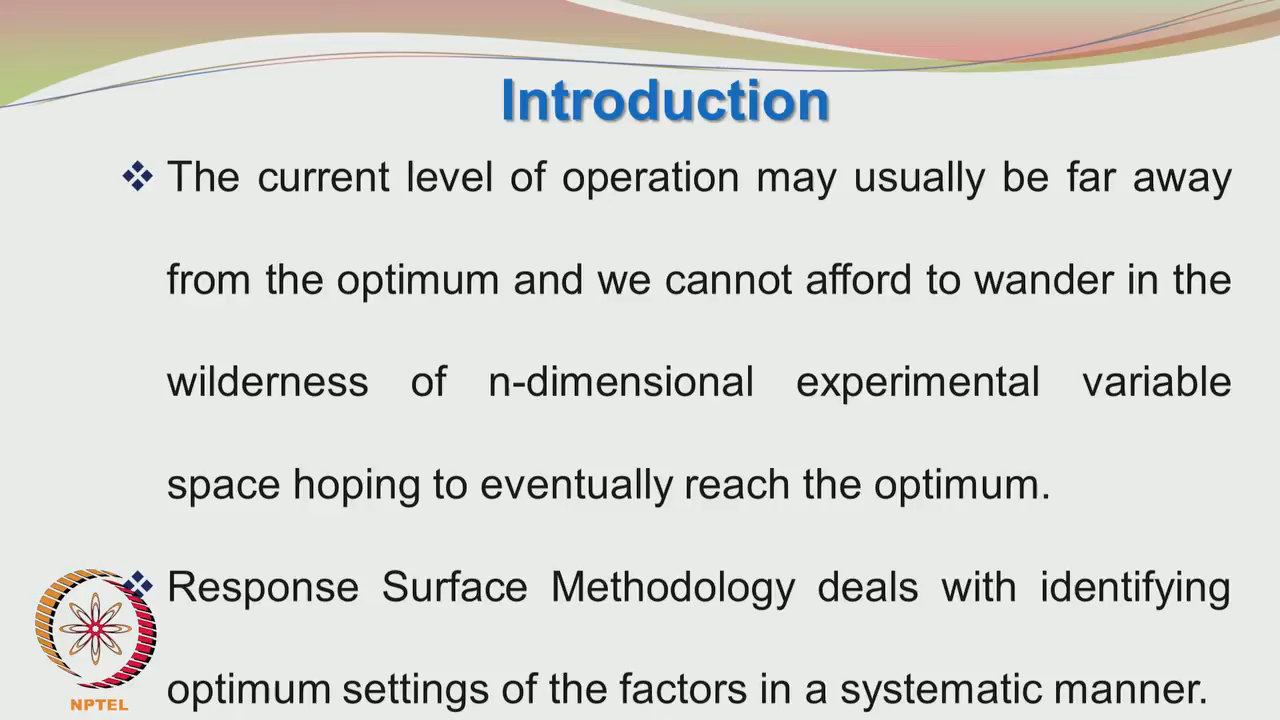 Introduction
❖ The current level of operation may usually be far away
from the optimum and we cannot afford to wander in the
wilderness of n-dimensional experimental variable
space hoping to eventually reach the optimum.
❖ Response Surface Methodology deals with identifying
optimum settings of the factors in a systematic manner.
NPTEL